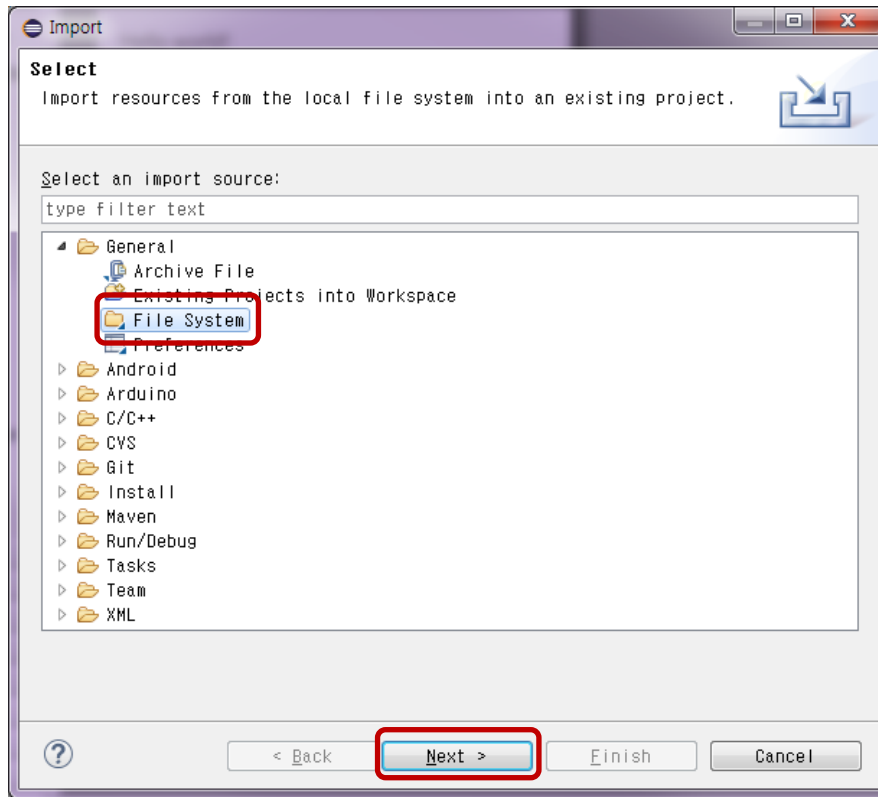 Import
Select
Import resources from the local file system into an existing project.
Select an import source:
type filter text
General
Archive File
Existing Projects into Workspace
File System
Preferences
Android
Arduino
C/C++
CVS
Git
Install
Maven
Run/Debug
Tasks
Team
XML
? < Back Next > Finish Cancel